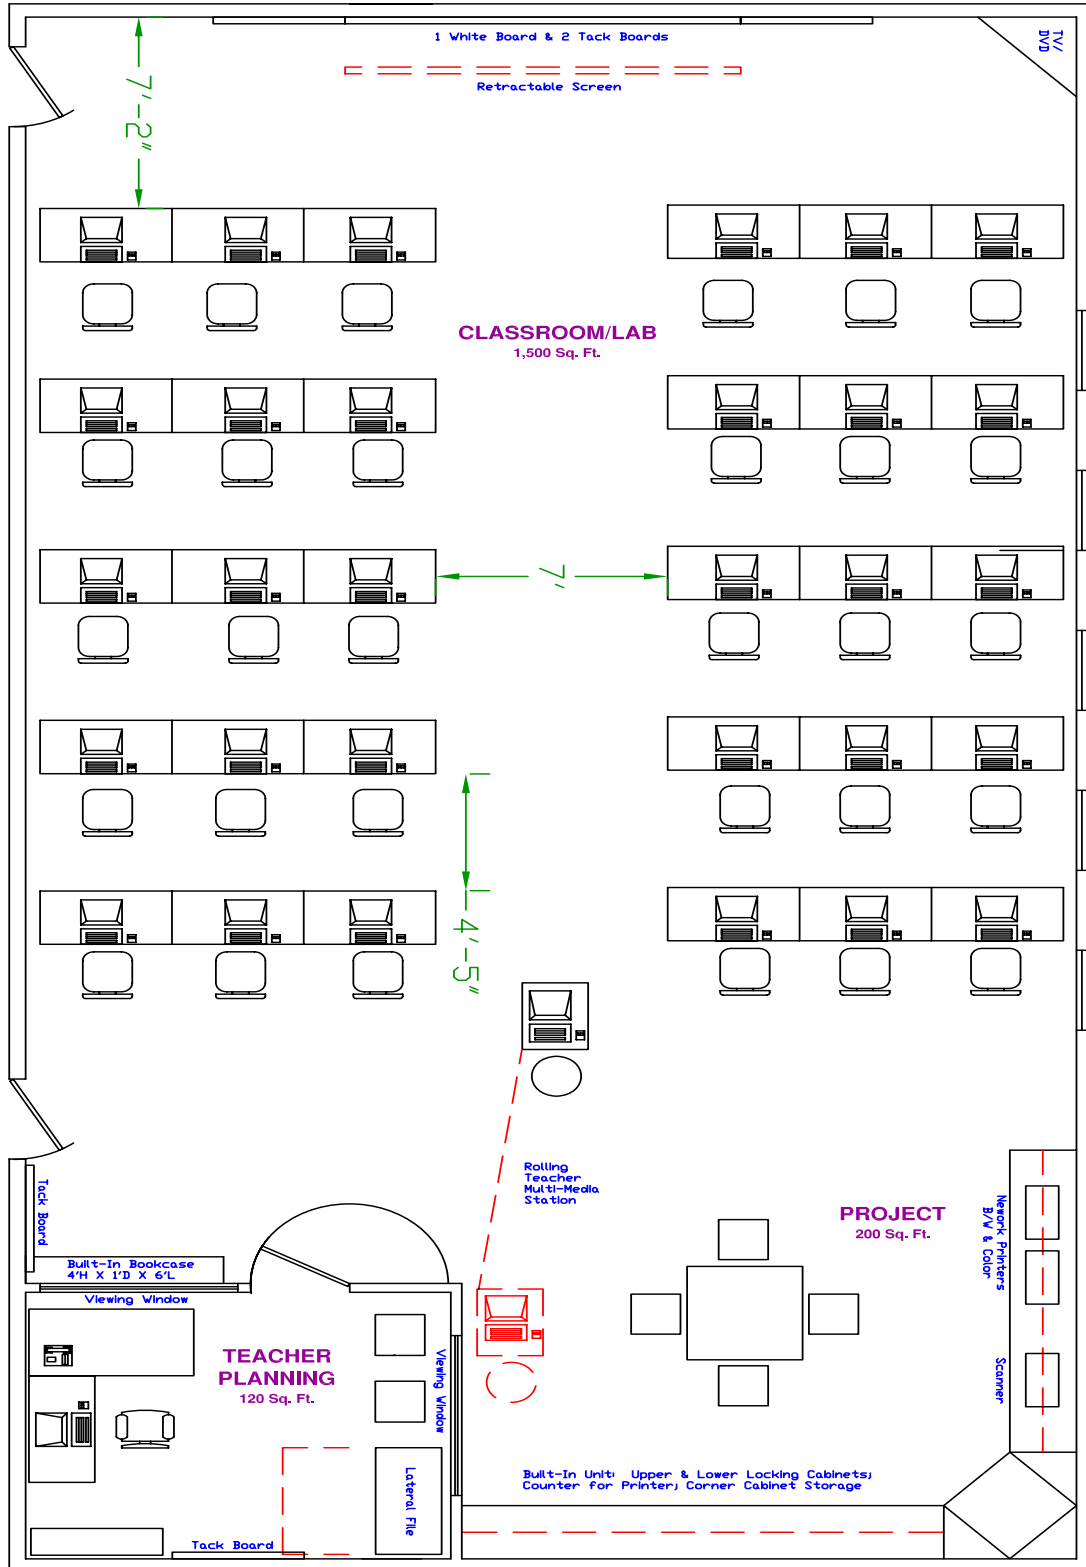 1 White Board & 2 Tack Boards
TV/
DVD
Retractable Screen
7'-2"
CLASSROOM/LAB
1,500 Sq. Ft.
7'
4'-5"
Rolling
Teacher
Multi-Media
Station
PROJECT
200 Sq. Ft.
Nework Printers
B/W & Color
Scanner
Tack Board
Built-In Bookcase
4'H X 1'D X 6'L
Viewing Window
TEACHER
PLANNING
120 Sq. Ft.
Viewing Window
Lateral File
Built-In Unit: Upper & Lower Locking Cabinets;
Counter for Printer; Corner Cabinet Storage
Tack Board